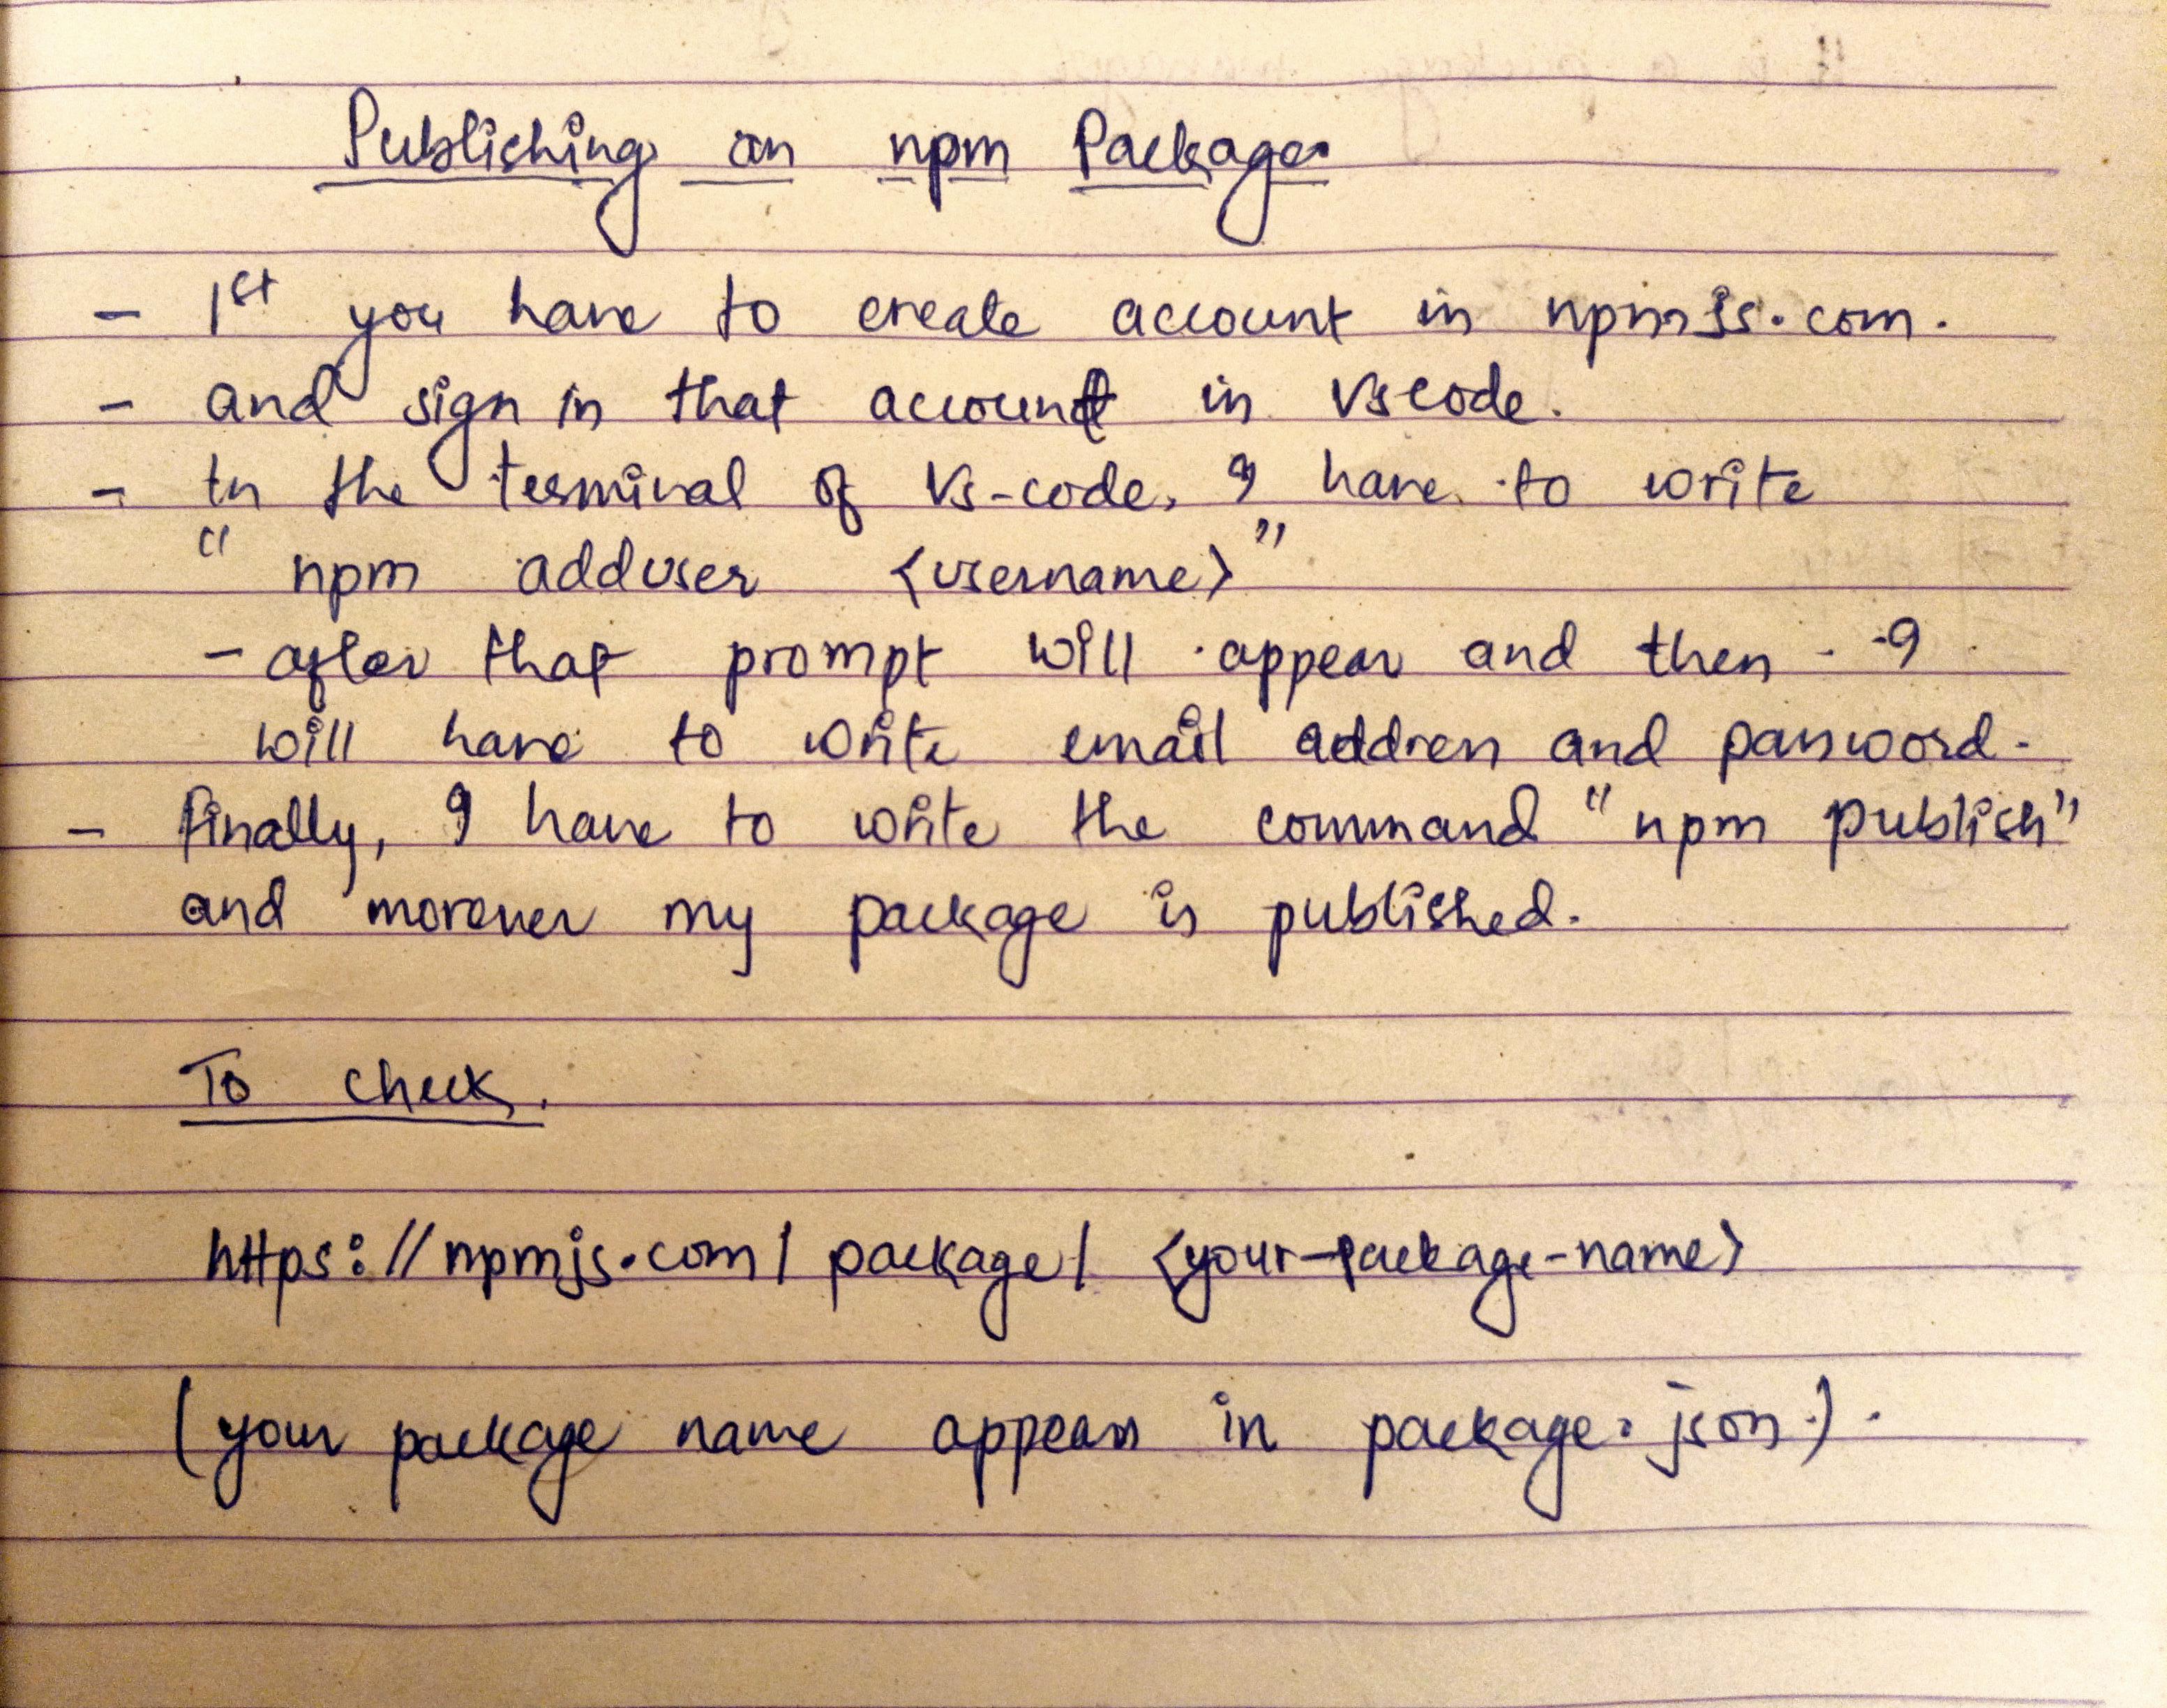 Publishing an npm Package
- 1st you have to create account in npmjs.com.
- and sign in that account in Vscode.
- In the terminal of Vs-code, I have to write
" npm adduser <username>"
- after that prompt will appear and then I
will have to write email address and password.
- Finally, I have to write the command "npm publish"
and morover my package is published.
To check.
https://npmjs.com/package/ <your-package-name>
(your package name appears in package.json.).